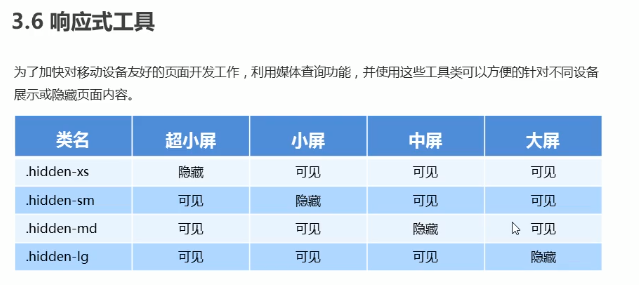 3.6 响应式工具
为了加快对移动设备友好的页面开发工作，利用媒体查询功能，并使用这些工具类可以方便的针对不同设备
展示或隐藏页面内容。
类名 超小屏 小屏 中屏 大屏
.hidden-xs 隐藏 可见 可见 可见
.hidden-sm 可见 隐藏 可见 可见
.hidden-md 可见 可见 隐藏 可见
.hidden-lg 可见 可见 可见 隐藏